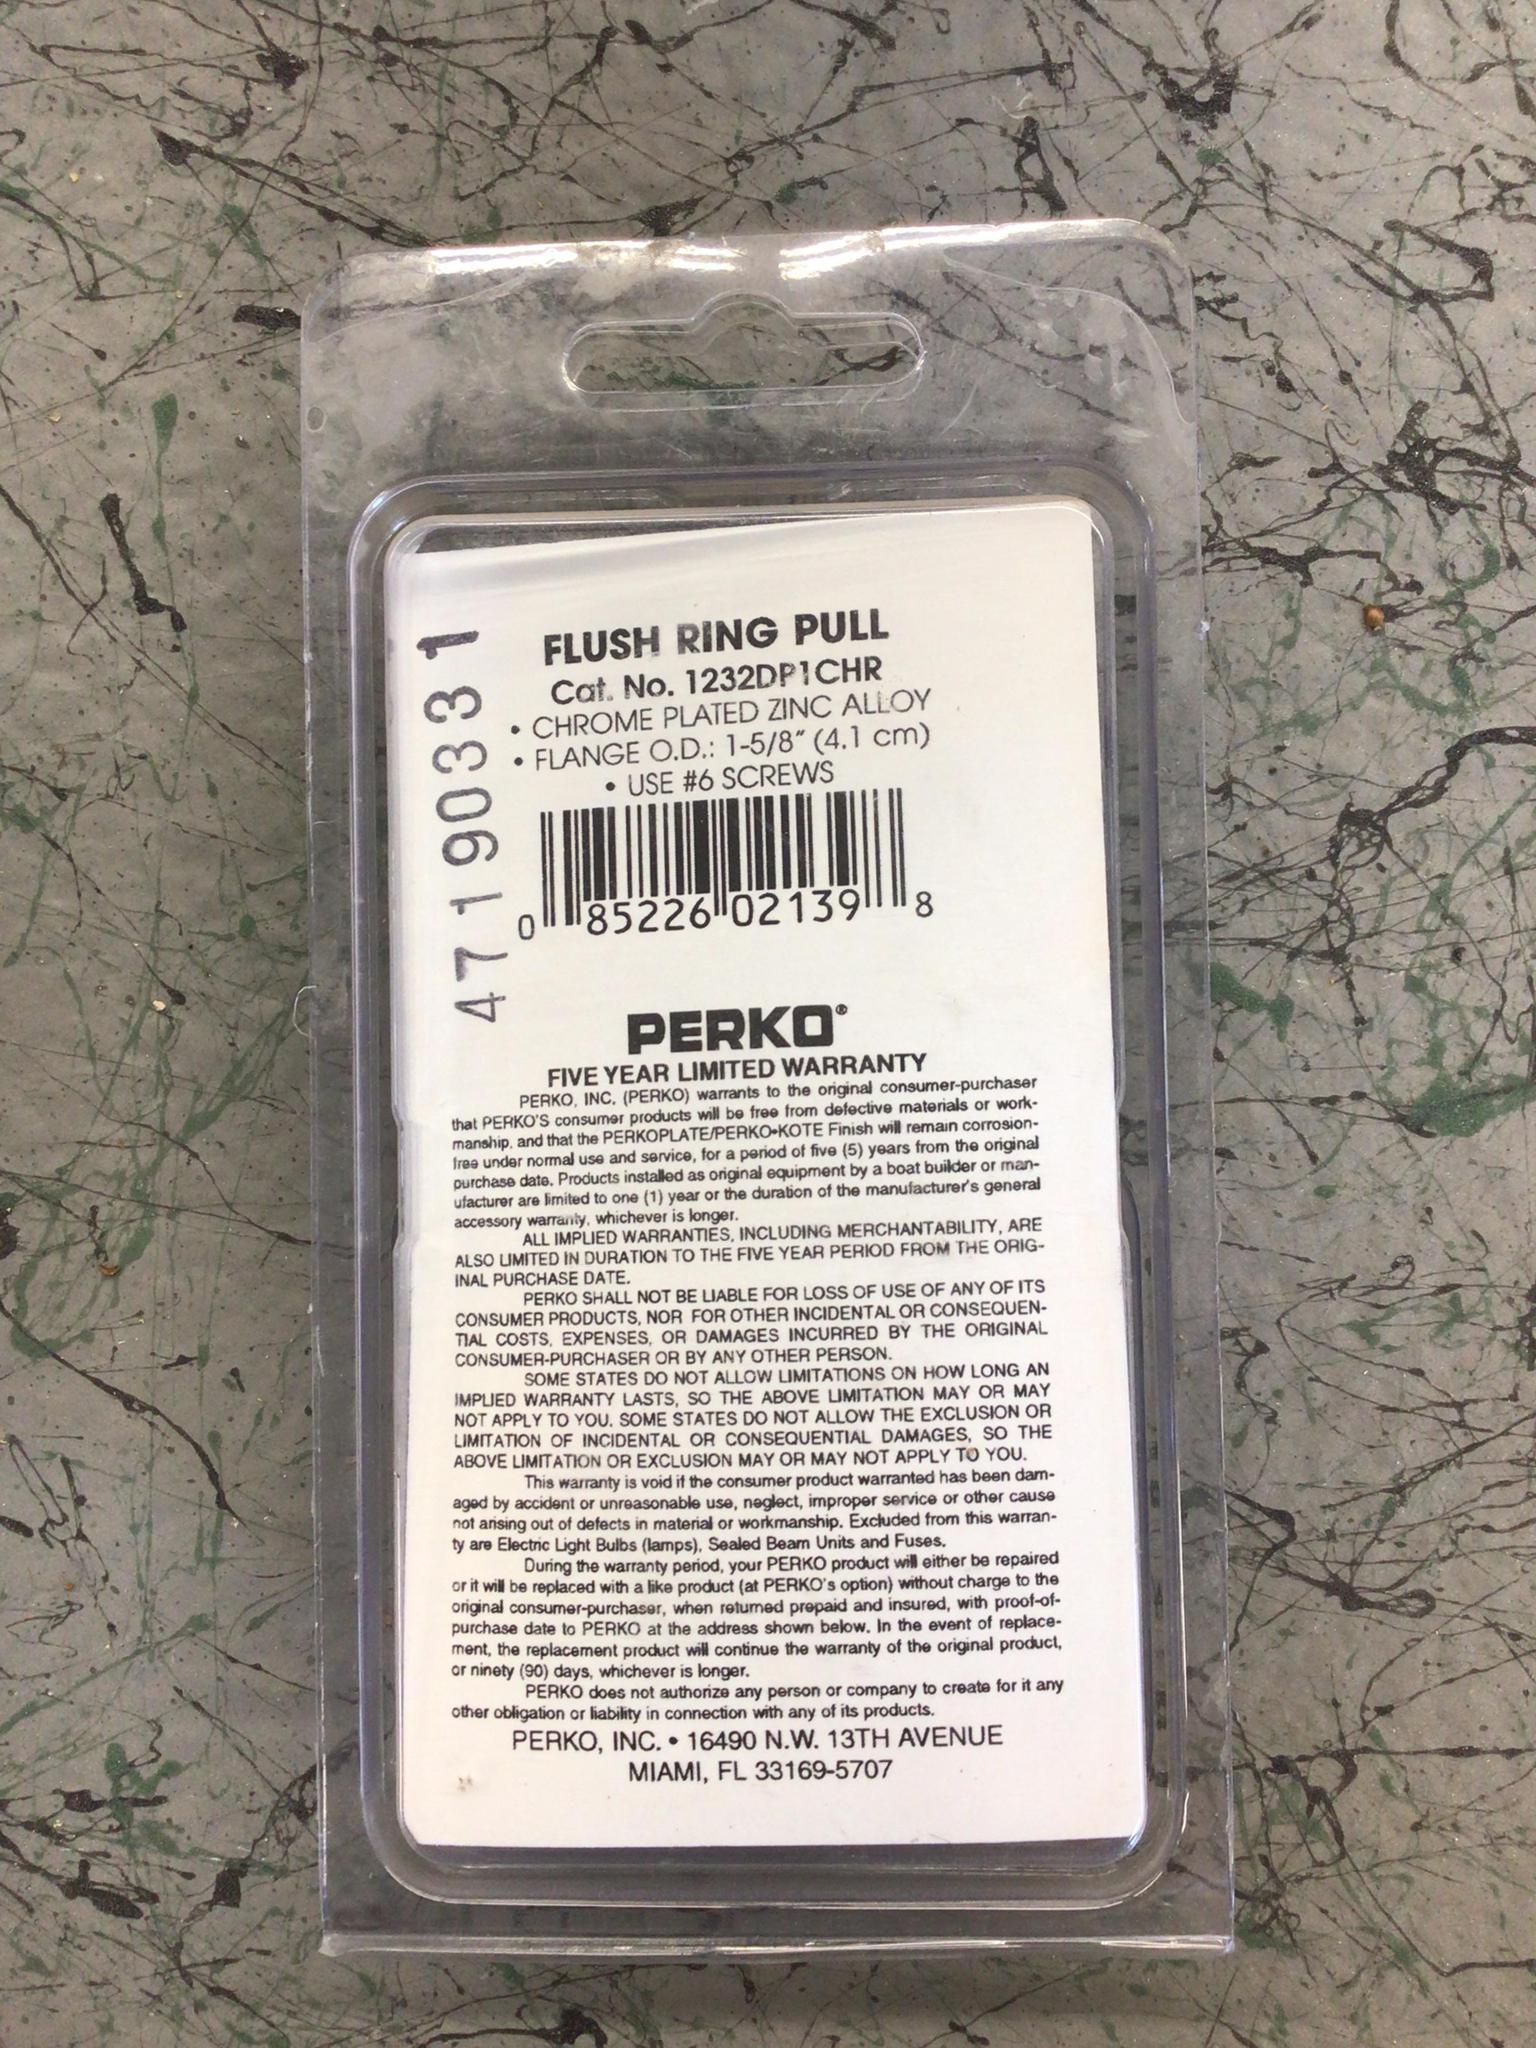 FLUSH RING PULL
Cat. No. 1232DP1CHR
• CHROME PLATED ZINC ALLOY
• FLANGE O.D.: 1-5/8" (4.1 cm)
• USE #6 SCREWS
4719033 1
0 85226 02139 8
PERKO®
FIVE YEAR LIMITED WARRANTY
PERKO, INC. (PERKO) warrants to the original consumer-purchaser
that PERKO'S consumer products will be free from defective materials or work-
manship, and that the PERKOPLATE/PERKO•KOTE Finish will remain corrosion-
free under normal use and service, for a period of five (5) years from the original
purchase date. Products installed as original equipment by a boat builder or man-
ufacturer are limited to one (1) year or the duration of the manufacturer's general
accessory warranty, whichever is longer.
ALL IMPLIED WARRANTIES, INCLUDING MERCHANTABILITY, ARE
ALSO LIMITED IN DURATION TO THE FIVE YEAR PERIOD FROM THE ORIG-
INAL PURCHASE DATE.
PERKO SHALL NOT BE LIABLE FOR LOSS OF USE OF ANY OF ITS
CONSUMER PRODUCTS, NOR FOR OTHER INCIDENTAL OR CONSEQUEN-
TIAL COSTS, EXPENSES, OR DAMAGES INCURRED BY THE ORIGINAL
CONSUMER-PURCHASER OR BY ANY OTHER PERSON.
SOME STATES DO NOT ALLOW LIMITATIONS ON HOW LONG AN
IMPLIED WARRANTY LASTS, SO THE ABOVE LIMITATION MAY OR MAY
NOT APPLY TO YOU. SOME STATES DO NOT ALLOW THE EXCLUSION OR
LIMITATION OF INCIDENTAL OR CONSEQUENTIAL DAMAGES, SO THE
ABOVE LIMITATION OR EXCLUSION MAY OR MAY NOT APPLY TO YOU.
This warranty is void if the consumer product warranted has been dam-
aged by accident or unreasonable use, neglect, improper service or other cause
not arising out of defects in material or workmanship. Excluded from this warran-
ty are Electric Light Bulbs (lamps), Sealed Beam Units and Fuses.
During the warranty period, your PERKO product will either be repaired
or it will be replaced with a like product (at PERKO's option) without charge to the
original consumer-purchaser, when returned prepaid and insured, with proof-of-
purchase date to PERKO at the address shown below. In the event of replace-
ment, the replacement product will continue the warranty of the original product,
or ninety (90) days, whichever is longer.
PERKO does not authorize any person or company to create for it any
other obligation or liability in connection with any of its products.
PERKO, INC. • 16490 N.W. 13TH AVENUE
MIAMI, FL 33169-5707